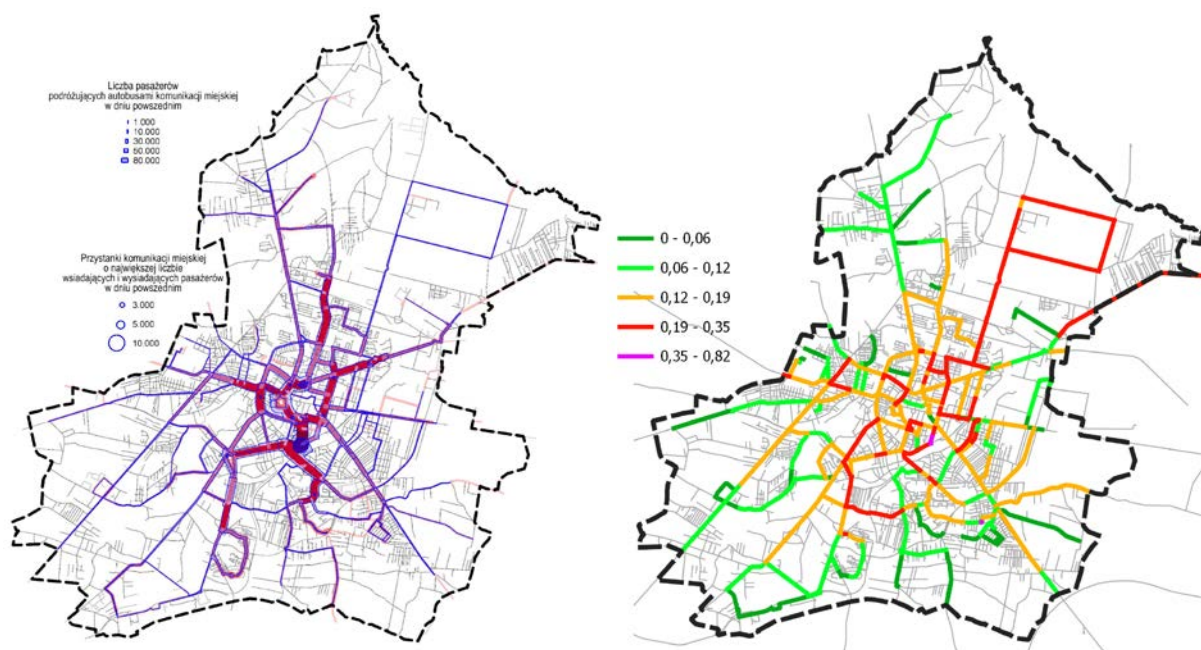 Liczba pasażerów
podróżujących autobusami komunikacji miejskiej
w dniu powszednim
1.000
10.000
30.000
50.000
80.000
Przystanki komunikacji miejskiej
o największej liczbie
wsiadających i wysiadających pasażerów
w dniu powszednim
3.000
5.000
10.000
0 - 0,06
0,06 - 0,12
0,12 - 0,19
0,19 - 0,35
0,35 - 0,82